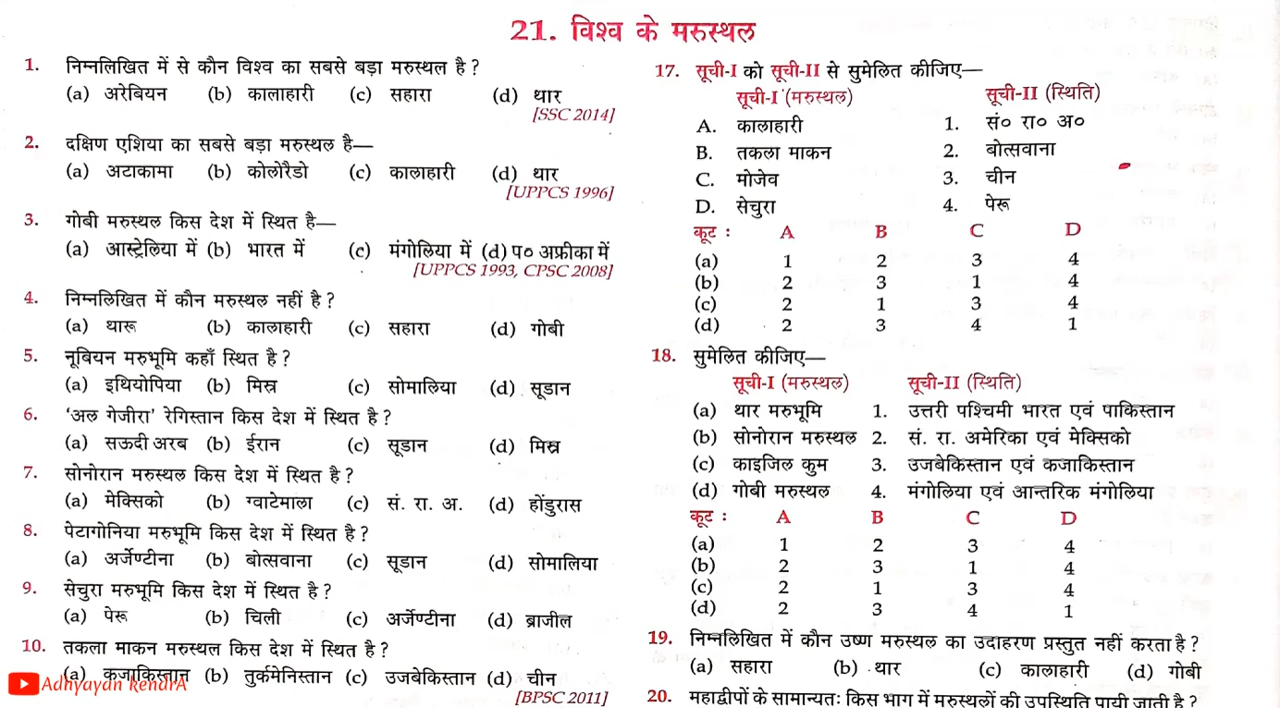 21. विश्व के मरुस्थल
1. निम्नलिखित में से कौन विश्व का सबसे बड़ा मरुस्थल है ?
(a) अरेबियन (b) कालाहारी (c) सहारा (d) थार
[SSC 2014]
2. दक्षिण एशिया का सबसे बड़ा मरुस्थल है—
(a) अटाकामा (b) कोलोरैडो (c) कालाहारी (d) थार
[UPPCS 1996]
3. गोबी मरुस्थल किस देश में स्थित है—
(a) आस्ट्रेलिया में (b) भारत में (c) मंगोलिया में (d) प० अफ्रीका में
[UPPCS 1993, CPSC 2008]
4. निम्नलिखित में कौन मरुस्थल नहीं है ?
(a) थारू (b) कालाहारी (c) सहारा (d) गोबी
5. नूबियन मरुभूमि कहाँ स्थित है ?
(a) इथियोपिया (b) मिस्र (c) सोमालिया (d) सूडान
6. ‘अल गेजीरा’ रेगिस्तान किस देश में स्थित है ?
(a) सऊदी अरब (b) ईरान (c) सूडान (d) मिस्र
7. सोनोरान मरुस्थल किस देश में स्थित है ?
(a) मेक्सिको (b) ग्वाटेमाला (c) सं. रा. अ. (d) होंडुरास
8. पेटागोनिया मरुभूमि किस देश में स्थित है ?
(a) अर्जेण्टीना (b) बोत्सवाना (c) सूडान (d) सोमालिया
9. सेचुरा मरुभूमि किस देश में स्थित है ?
(a) पेरू (b) चिली (c) अर्जेण्टीना (d) ब्राजील
10. तकला माकन मरुस्थल किस देश में स्थित है ?
(a) कजाकिस्तान (b) तुर्कमेनिस्तान (c) उजबेकिस्तान (d) चीन
[BPSC 2011]
Adhyayan kendrA
17. सूची-I को सूची-II से सुमेलित कीजिए—
सूची-I (मरुस्थल) सूची-II (स्थिति)
A. कालाहारी 1. सं० रा० अ०
B. तकला माकन 2. बोत्सवाना
C. मोजेव 3. चीन
D. सेचुरा 4. पेरू
कूट : A B C D
(a) 1 2 3 4
(b) 2 3 1 4
(c) 2 1 3 4
(d) 2 3 4 1
18. सुमेलित कीजिए—
सूची-I (मरुस्थल) सूची-II (स्थिति)
(a) थार मरुभूमि 1. उत्तरी पश्चिमी भारत एवं पाकिस्तान
(b) सोनोरान मरुस्थल 2. सं. रा. अमेरिका एवं मेक्सिको
(c) काइजिल कुम 3. उजबेकिस्तान एवं कजाकिस्तान
(d) गोबी मरुस्थल 4. मंगोलिया एवं आन्तरिक मंगोलिया
कूट : A B C D
(a) 1 2 3 4
(b) 2 3 1 4
(c) 2 1 3 4
(d) 2 3 4 1
19. निम्नलिखित में कौन उष्ण मरुस्थल का उदाहरण प्रस्तुत नहीं करता है ?
(a) सहारा (b) थार (c) कालाहारी (d) गोबी
20. महाद्वीपों के सामान्यतः किस भाग में मरुस्थलों की उपस्थिति पायी जाती है ?